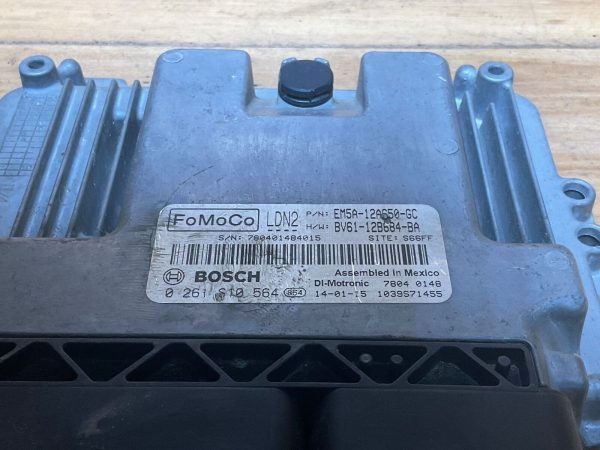 FoMoCo LDN2 P/N: EM5A-12A650-GC
H/W: BV61-12B684-BA
S/N: 780401484015 SITE: S66FF
BOSCH Assembled in Mexico
DI-Motronic 7804 0148
0 261 S10 564 854 14-01-15 1039S71455